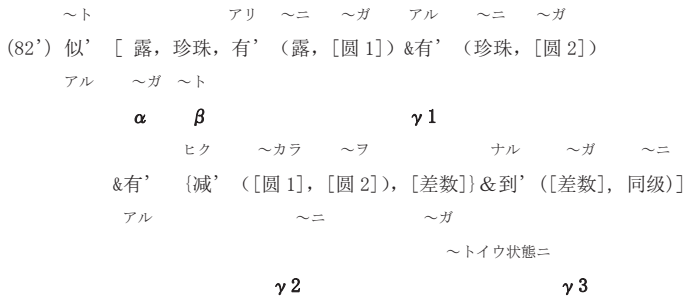 ～ト アリ ～ニ ～ガ アル ～ニ ～ガ
(82') 似' [ 露，珍珠，有'（露，[圆 1]）&有'（珍珠，[圆 2]）
アル ～ガ ～ト
α β γ1
ヒク ～カラ ～ヲ ナル ～ガ ～ニ
&有' {减'（[圆 1]，[圆 2]），[差数]}＆到'（[差数]，同级)]
アル ～ニ ～ガ
～トイウ状態ニ
γ2 γ3